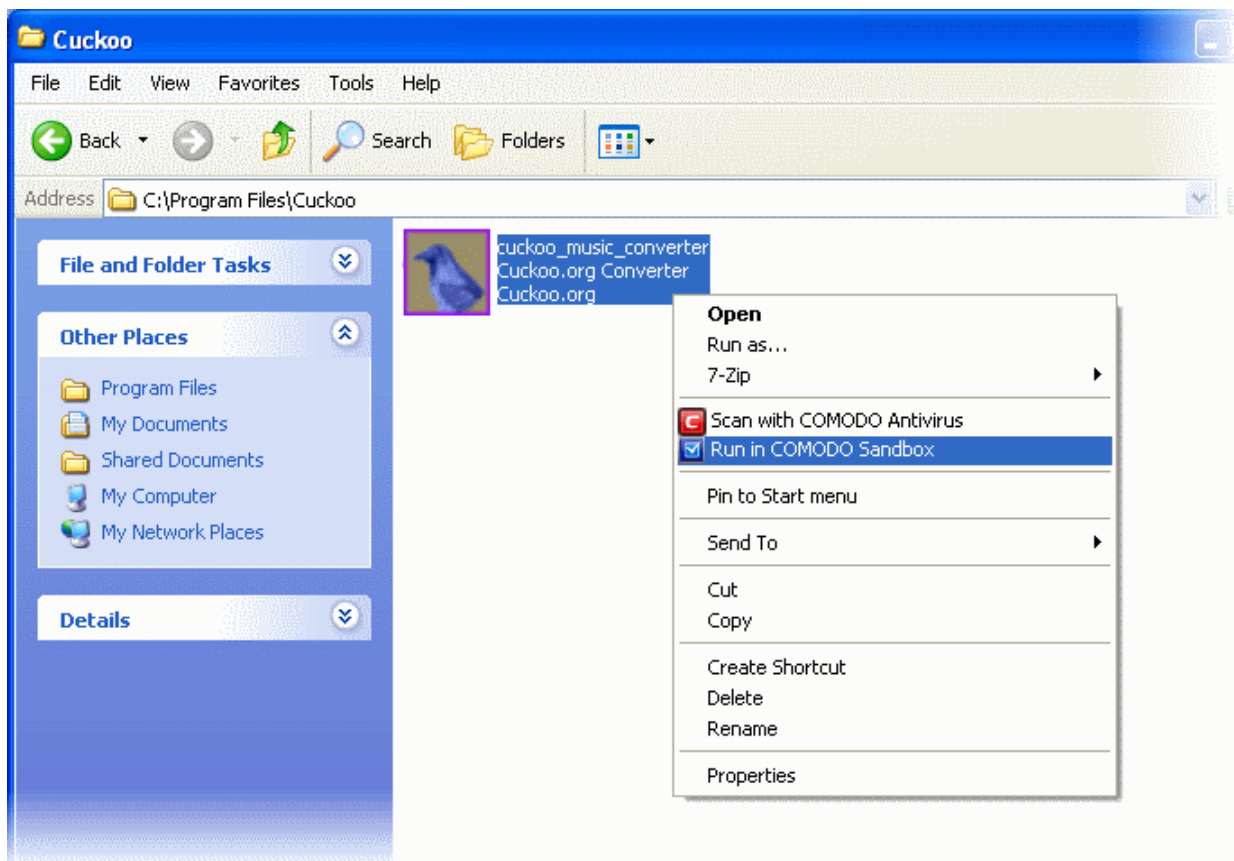 Cuckoo
File Edit View Favorites Tools Help
Back Search Folders
Address C:\Program Files\Cuckoo
File and Folder Tasks
Other Places
Program Files
My Documents
Shared Documents
My Computer
My Network Places
Details
cuckoo_music_converter
Cuckoo.org Converter
Cuckoo.org
Open
Run as...
7-Zip
Scan with COMODO Antivirus
Run in COMODO Sandbox
Pin to Start menu
Send To
Cut
Copy
Create Shortcut
Delete
Rename
Properties